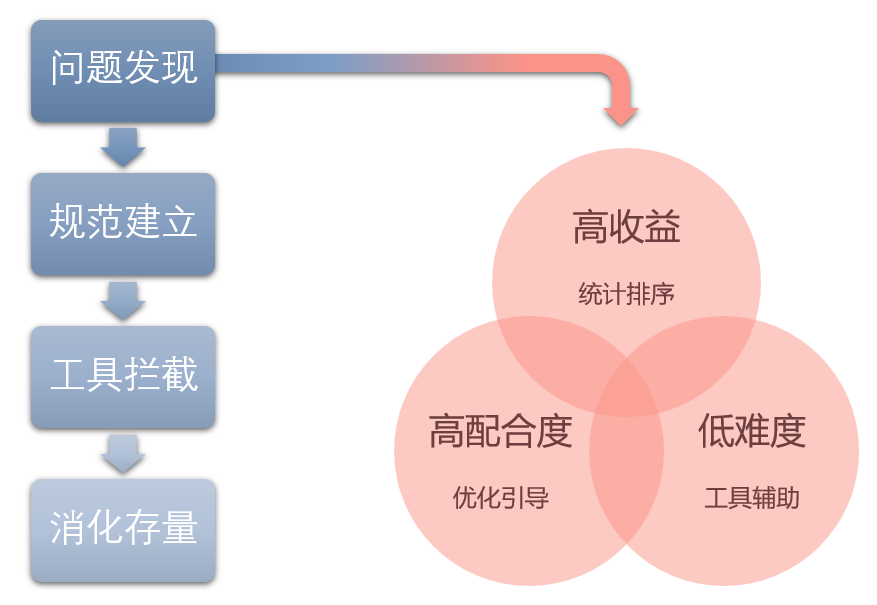 问题发现
规范建立
工具拦截
消化存量
高收益
统计排序
高配合度
优化引导
低难度
工具辅助